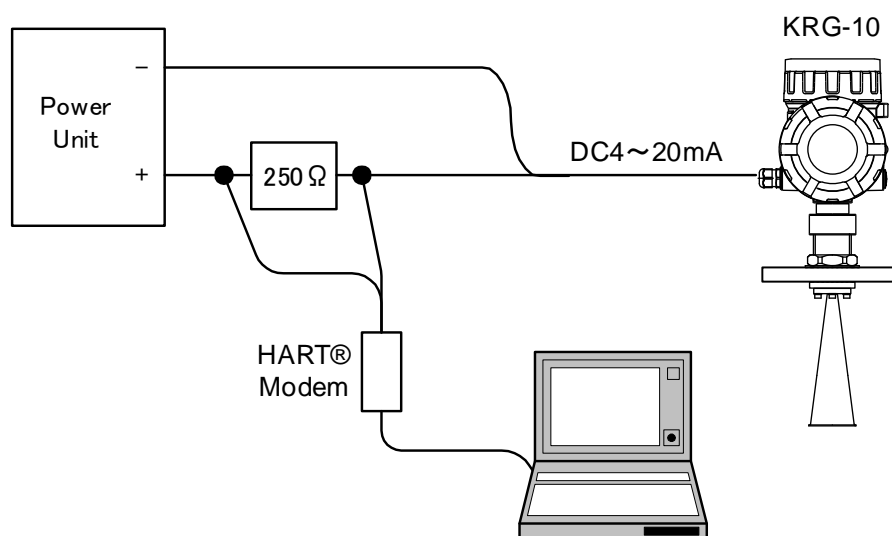 KRG-10
−
Power
Unit
+
250Ω
DC4～20mA
HART®
Modem